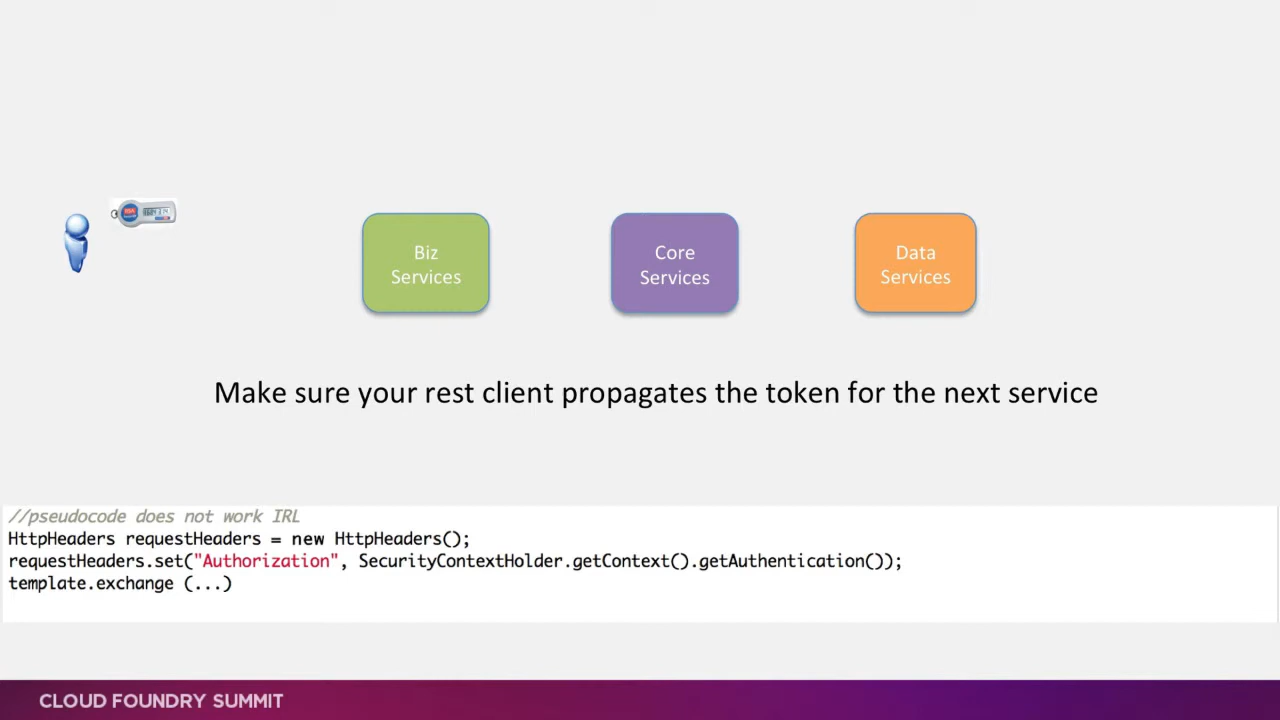 Biz
Services
Core
Services
Data
Services
Make sure your rest client propagates the token for the next service
//pseudocode does not work IRL
HttpHeaders requestHeaders = new HttpHeaders();
requestHeaders.set("Authorization", SecurityContextHolder.getContext().getAuthentication());
template.exchange (...)
CLOUD FOUNDRY SUMMIT